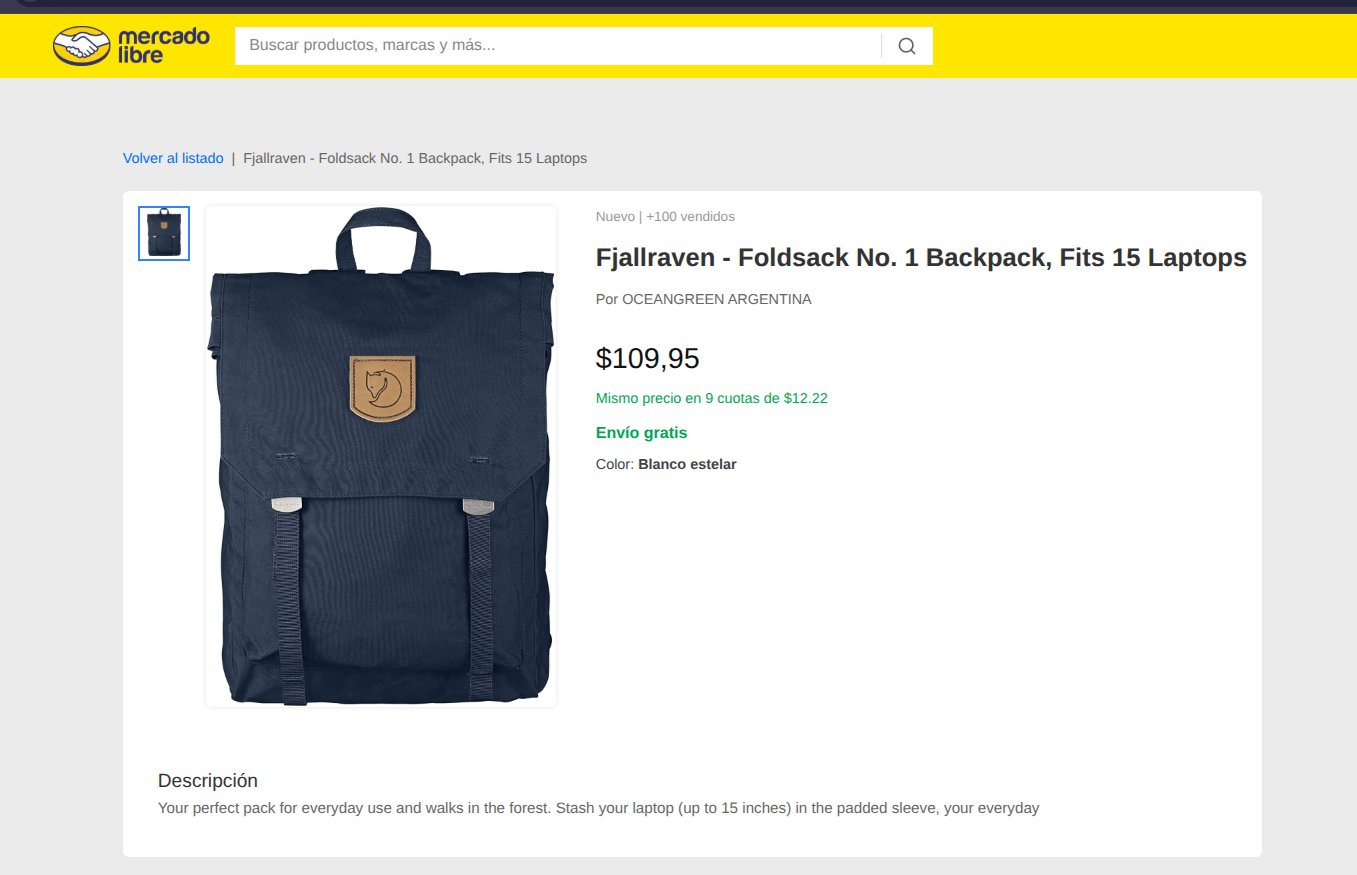 mercado
libre
Buscar productos, marcas y más...
Volver al listado | Fjallraven - Foldsack No. 1 Backpack, Fits 15 Laptops
Nuevo | +100 vendidos
Fjallraven - Foldsack No. 1 Backpack, Fits 15 Laptops
Por OCEANGREEN ARGENTINA
$109,95
Mismo precio en 9 cuotas de $12.22
Envío gratis
Color: Blanco estelar
Descripción
Your perfect pack for everyday use and walks in the forest. Stash your laptop (up to 15 inches) in the padded sleeve, your everyday